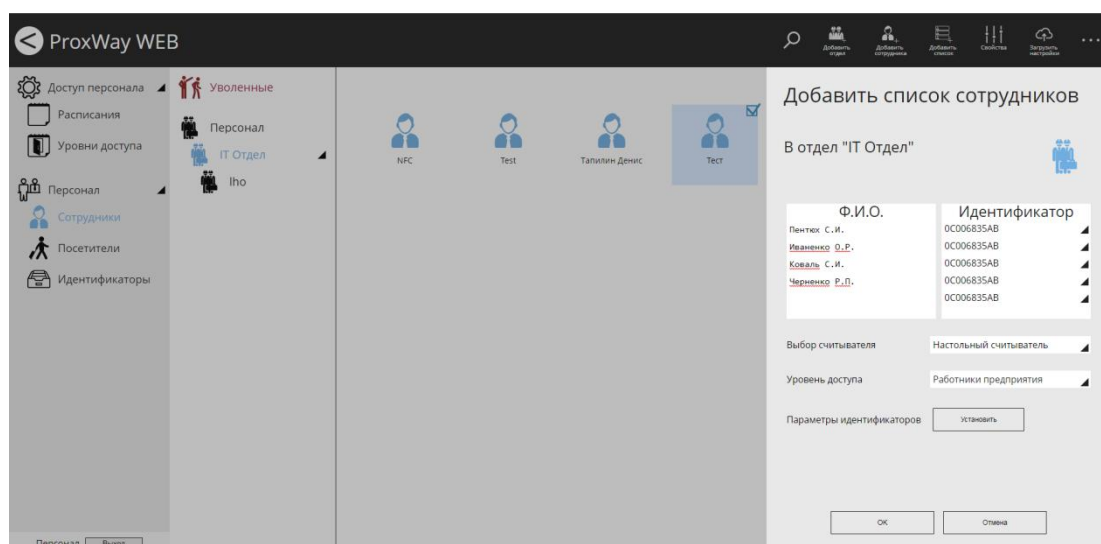 ProxWay WEB
Добавить отдел
Добавить сотрудника
Добавить список
Свойства
Загрузить настройки
Доступ персонала
Расписания
Уровни доступа
Персонал
Сотрудники
Посетители
Идентификаторы
Персонал
Выход
Уволенные
Персонал
IT Отдел
lho
NFC
Test
Тапилин Денис
Тест
Добавить список сотрудников
В отдел "IT Отдел"
Ф.И.О.
Идентификатор
Пентюх С.И.
0C006835AB
Иваненко О.Р.
0C006835AB
Коваль С.И.
0C006835AB
Черненко Р.П.
0C006835AB
0C006835AB
Выбор считывателя
Настольный считыватель
Уровень доступа
Работники предприятия
Параметры идентификаторов
Установить
ОК
Отмена